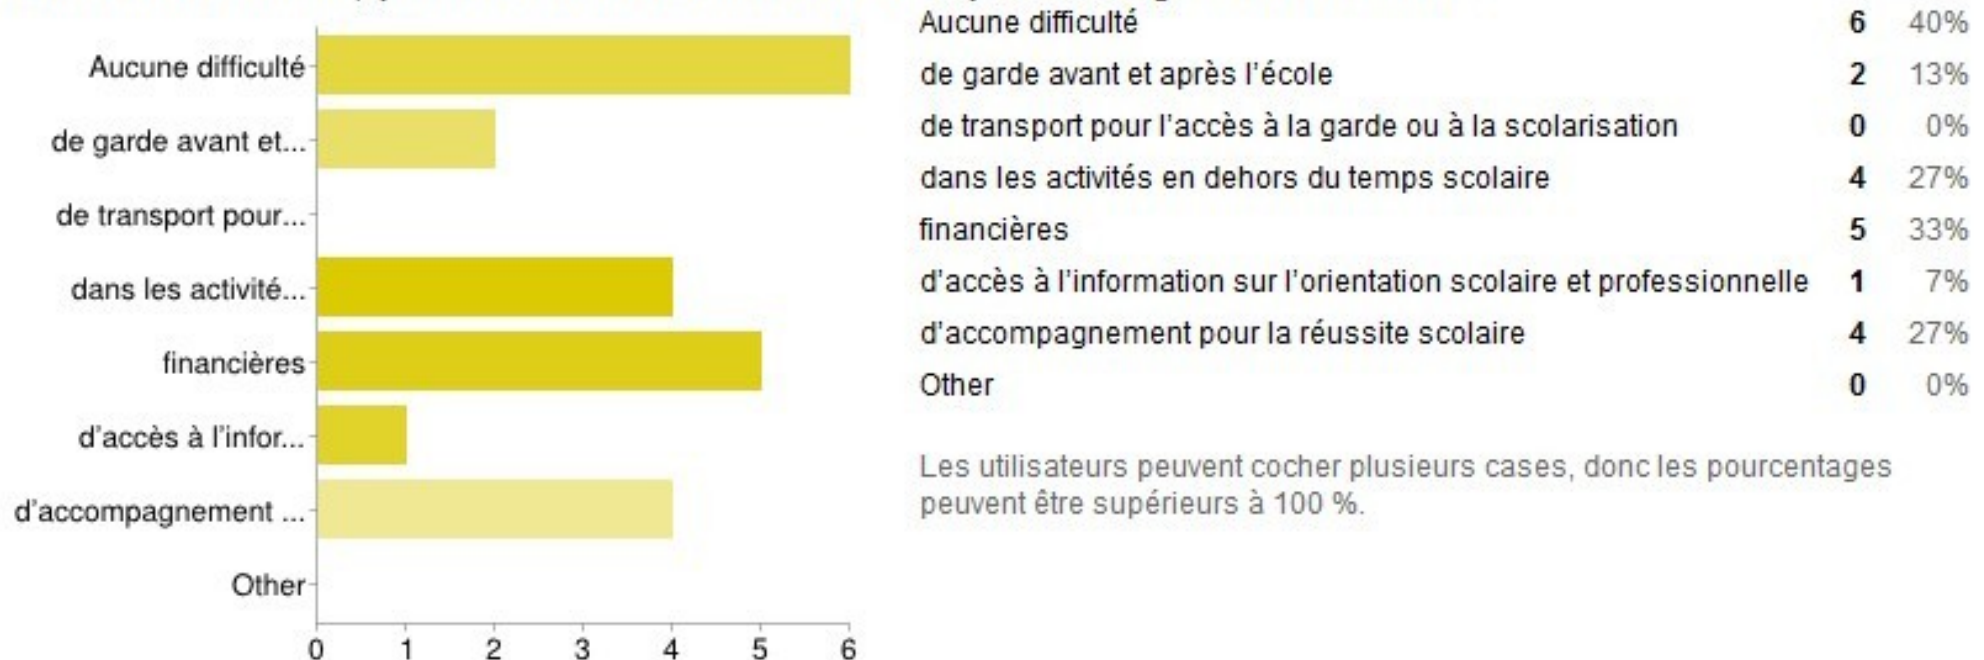 Aucune difficulté
de garde avant et...
de transport pour...
dans les activité...
financières
d'accès à l'infor...
d'accompagnement ...
Other
0 1 2 3 4 5 6
Aucune difficulté 6 40%
de garde avant et après l'école 2 13%
de transport pour l'accès à la garde ou à la scolarisation 0 0%
dans les activités en dehors du temps scolaire 4 27%
financières 5 33%
d'accès à l'information sur l'orientation scolaire et professionnelle 1 7%
d'accompagnement pour la réussite scolaire 4 27%
Other 0 0%
Les utilisateurs peuvent cocher plusieurs cases, donc les pourcentages
peuvent être supérieurs à 100 %.